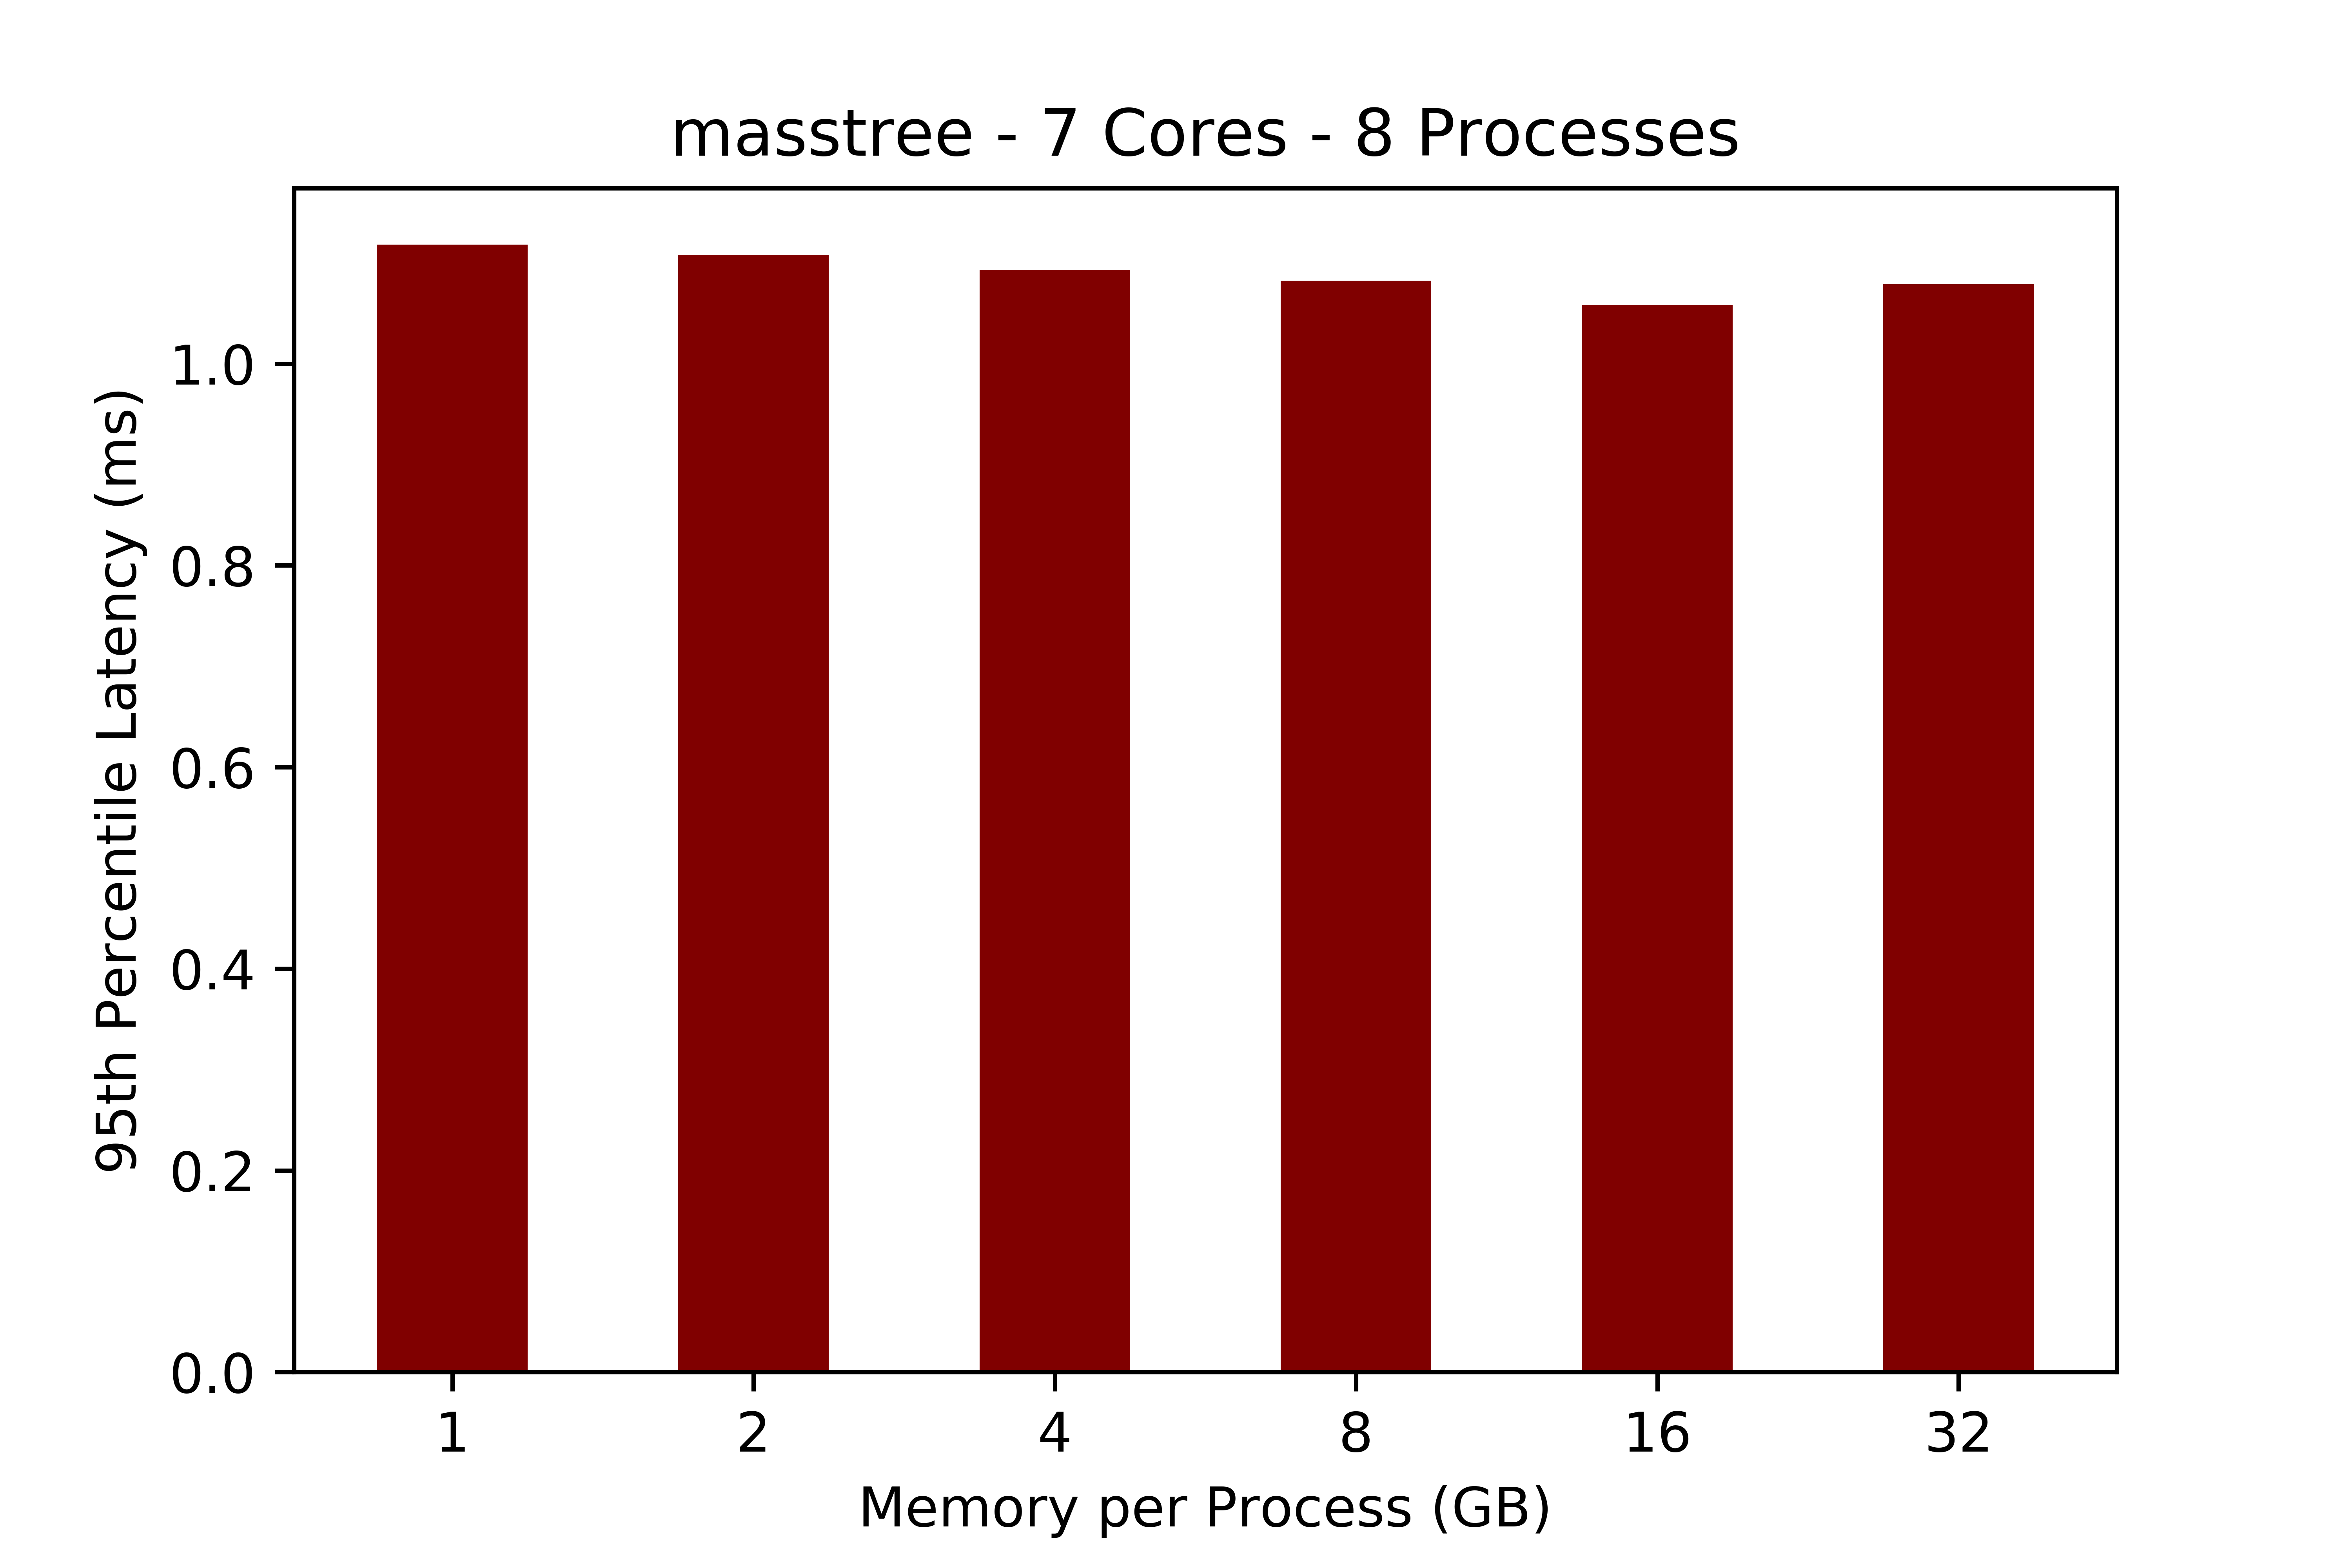 masstree - 7 Cores - 8 Processes
95th Percentile Latency (ms)
1.0
0.8
0.6
0.4
0.2
0.0
1 2 4 8 16 32
Memory per Process (GB)